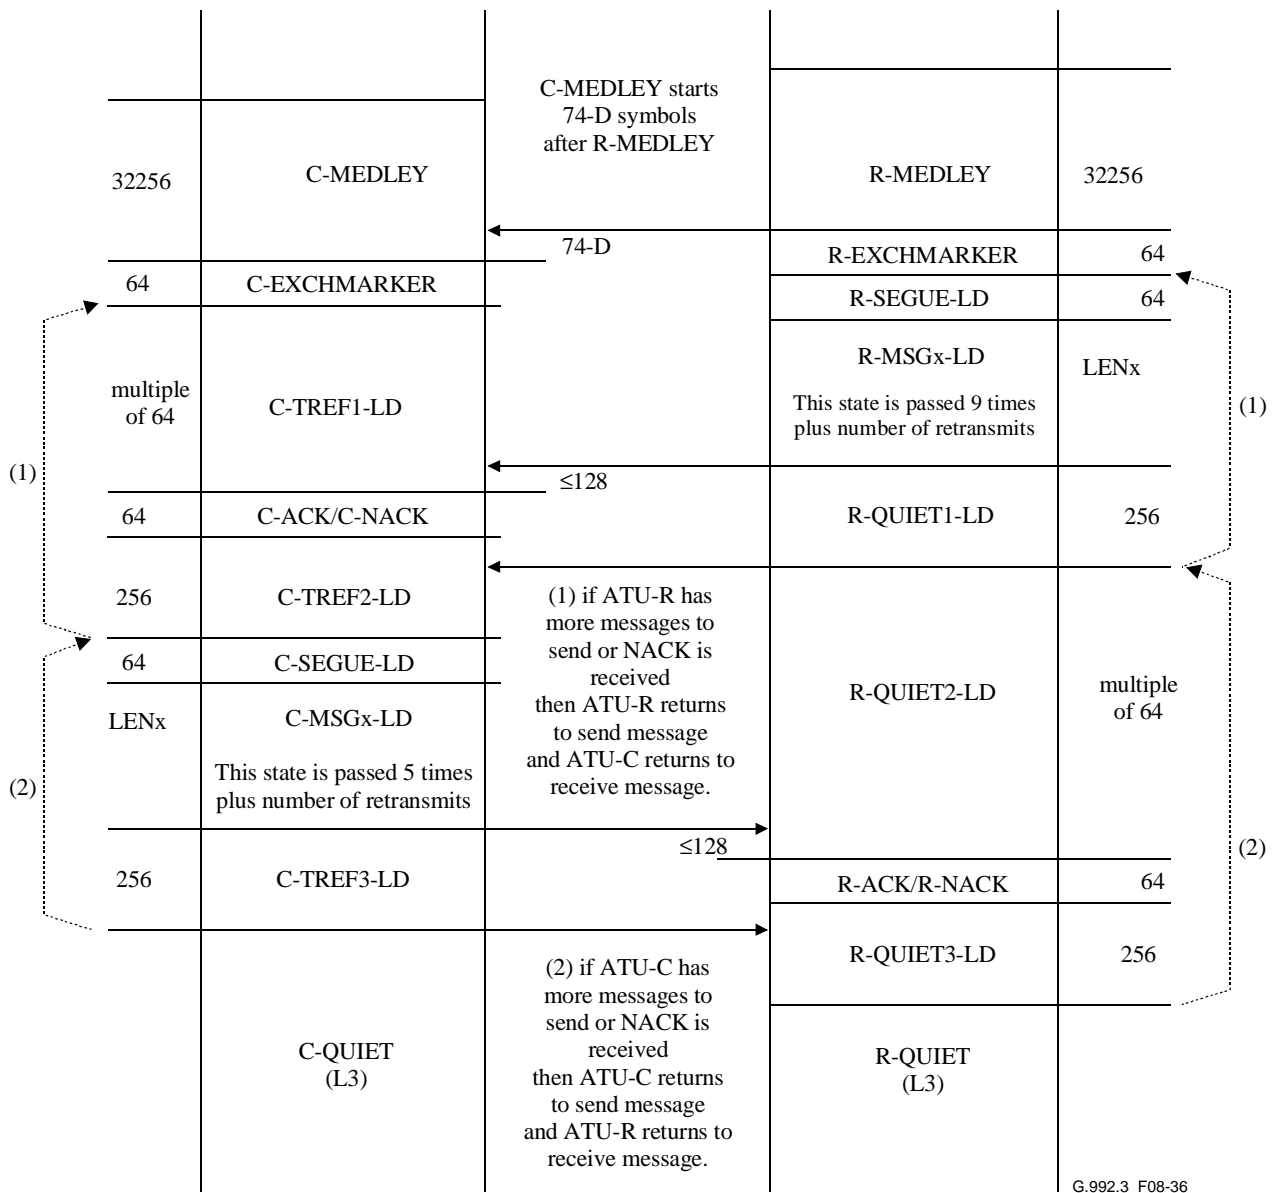 C-MEDLEY starts
74-D symbols
after R-MEDLEY
32256
C-MEDLEY
R-MEDLEY
32256
74-D
R-EXCHMARKER
64
64
C-EXCHMARKER
R-SEGUE-LD
64
multiple
of 64
C-TREF1-LD
R-MSGx-LD
This state is passed 9 times
plus number of retransmits
LENx
(1)
(1)
≤128
64
C-ACK/C-NACK
R-QUIET1-LD
256
256
C-TREF2-LD
(1) if ATU-R has
more messages to
send or NACK is
received
then ATU-R returns
to send message
and ATU-C returns to
receive message.
64
C-SEGUE-LD
R-QUIET2-LD
multiple
of 64
LENx
C-MSGx-LD
This state is passed 5 times
plus number of retransmits
(2)
≤128
(2)
256
C-TREF3-LD
R-ACK/R-NACK
64
R-QUIET3-LD
256
(2) if ATU-C has
more messages to
send or NACK is
received
then ATU-C returns
to send message
and ATU-R returns to
receive message.
C-QUIET
(L3)
R-QUIET
(L3)
G.992.3_F08-36